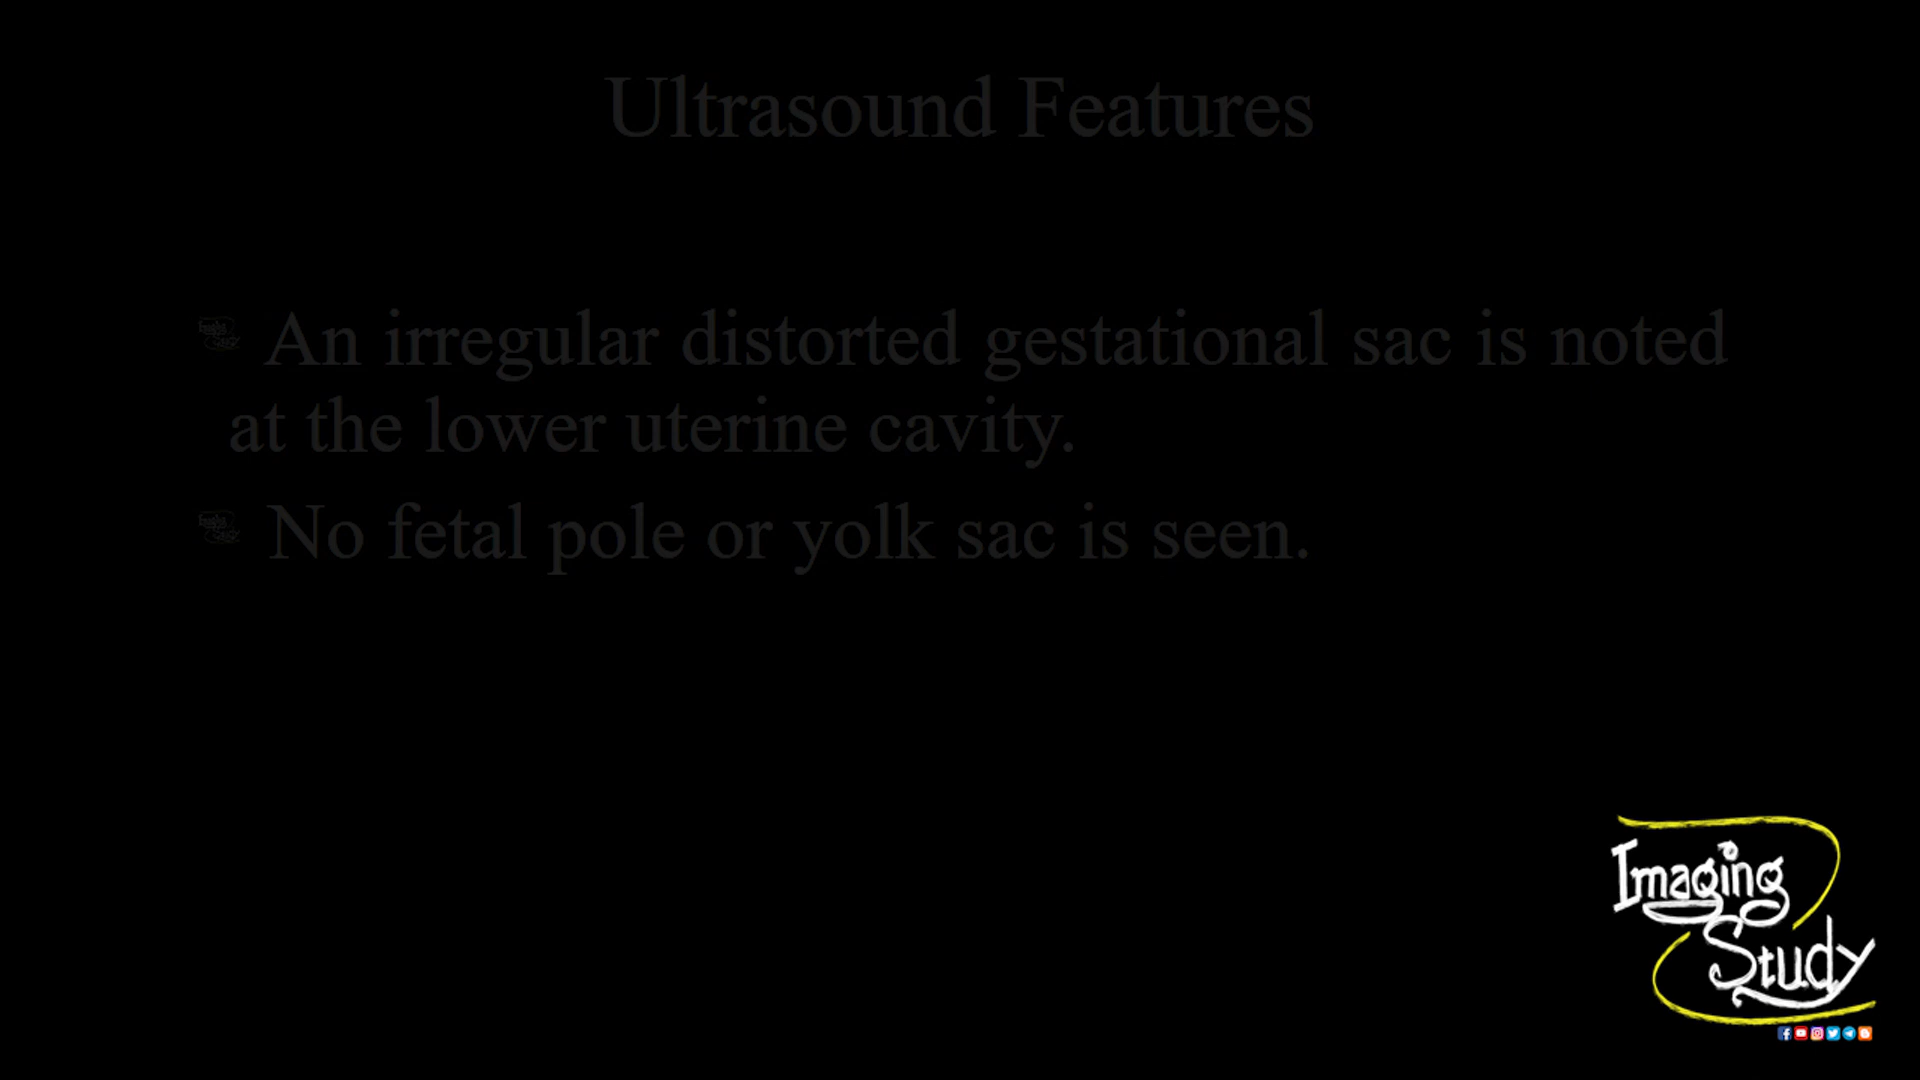 Ultrasound Features
An irregular distorted gestational sac is noted
at the lower uterine cavity.
No fetal pole or yolk sac is seen.
Imaging
Study